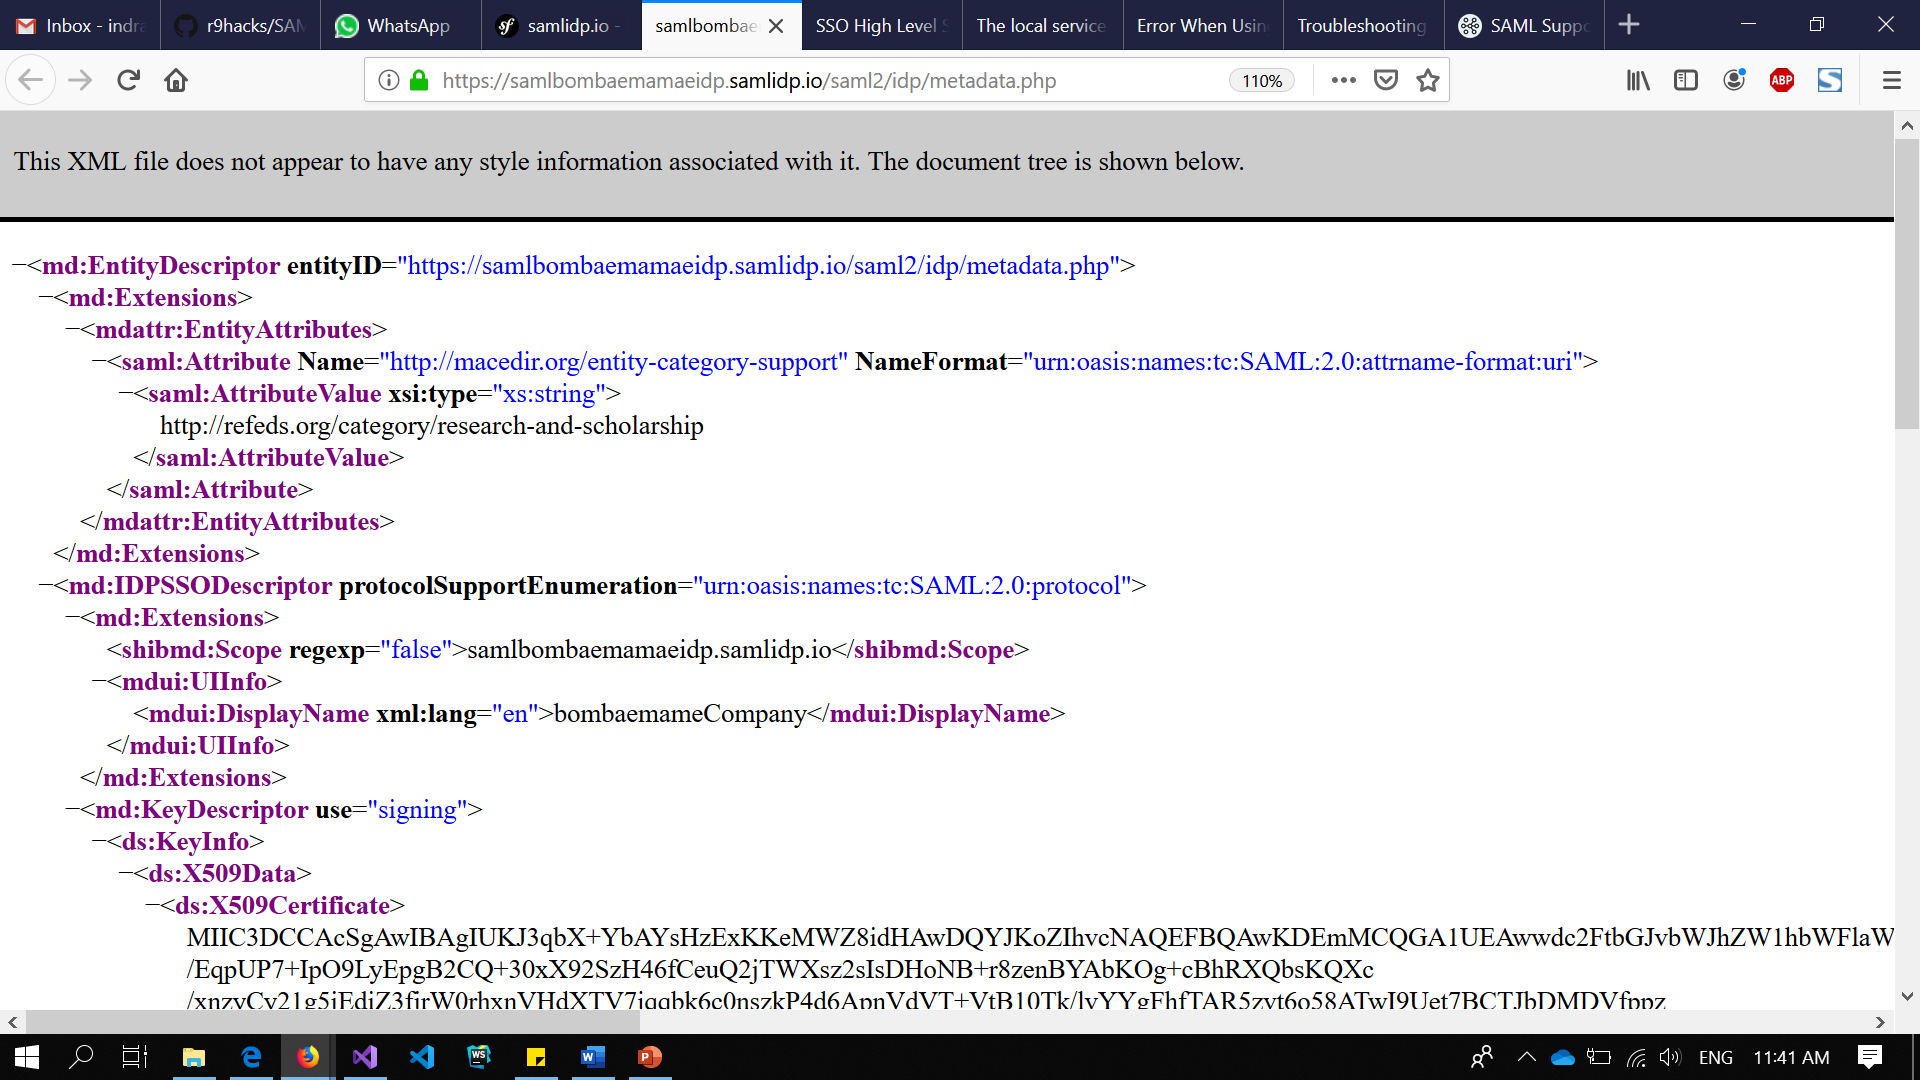 Inbox - indra
r9hacks/SAM
WhatsApp
samlidp.io -
samlbombae
SSO High Level S
The local service
Error When Usin
Troubleshooting
SAML Suppo
https://samlbombaemamaeidp.samlidp.io/saml2/idp/metadata.php
110%
ABP
This XML file does not appear to have any style information associated with it. The document tree is shown below.
−<md:EntityDescriptor entityID="https://samlbombaemamaeidp.samlidp.io/saml2/idp/metadata.php">
−<md:Extensions>
−<mdattr:EntityAttributes>
−<saml:Attribute Name="http://macedir.org/entity-category-support" NameFormat="urn:oasis:names:tc:SAML:2.0:attrname-format:uri">
−<saml:AttributeValue xsi:type="xs:string">
http://refeds.org/category/research-and-scholarship
</saml:AttributeValue>
</saml:Attribute>
</mdattr:EntityAttributes>
</md:Extensions>
−<md:IDPSSODescriptor protocolSupportEnumeration="urn:oasis:names:tc:SAML:2.0:protocol">
−<md:Extensions>
<shibmd:Scope regexp="false">samlbombaemamaeidp.samlidp.io</shibmd:Scope>
−<mdui:UIInfo>
<mdui:DisplayName xml:lang="en">bombaemameCompany</mdui:DisplayName>
</mdui:UIInfo>
</md:Extensions>
−<md:KeyDescriptor use="signing">
−<ds:KeyInfo>
−<ds:X509Data>
−<ds:X509Certificate>
MIIC3DCCAcSgAwIBAgIUKJ3qbX+YbAYsHzExKKeMWZ8idHAwDQYJKoZIhvcNAQEFBQAwKDEmMCQGA1UEAwwdc2FtbGJvbWJhZW1hbWFlaW
/EqpUP7+IpO9LyEpgB2CQ+30xX92SzH46fCeuQ2jTWXsz2sIsDHoNB+r8zenBYAbKOg+cBhRXQbsKQXc
ENG
11:41 AM